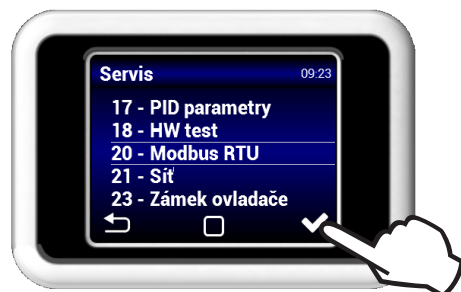 Servis 09:23
17 - PID parametry
18 - HW test
20 - Modbus RTU
21 - Síť
23 - Zámek ovladače